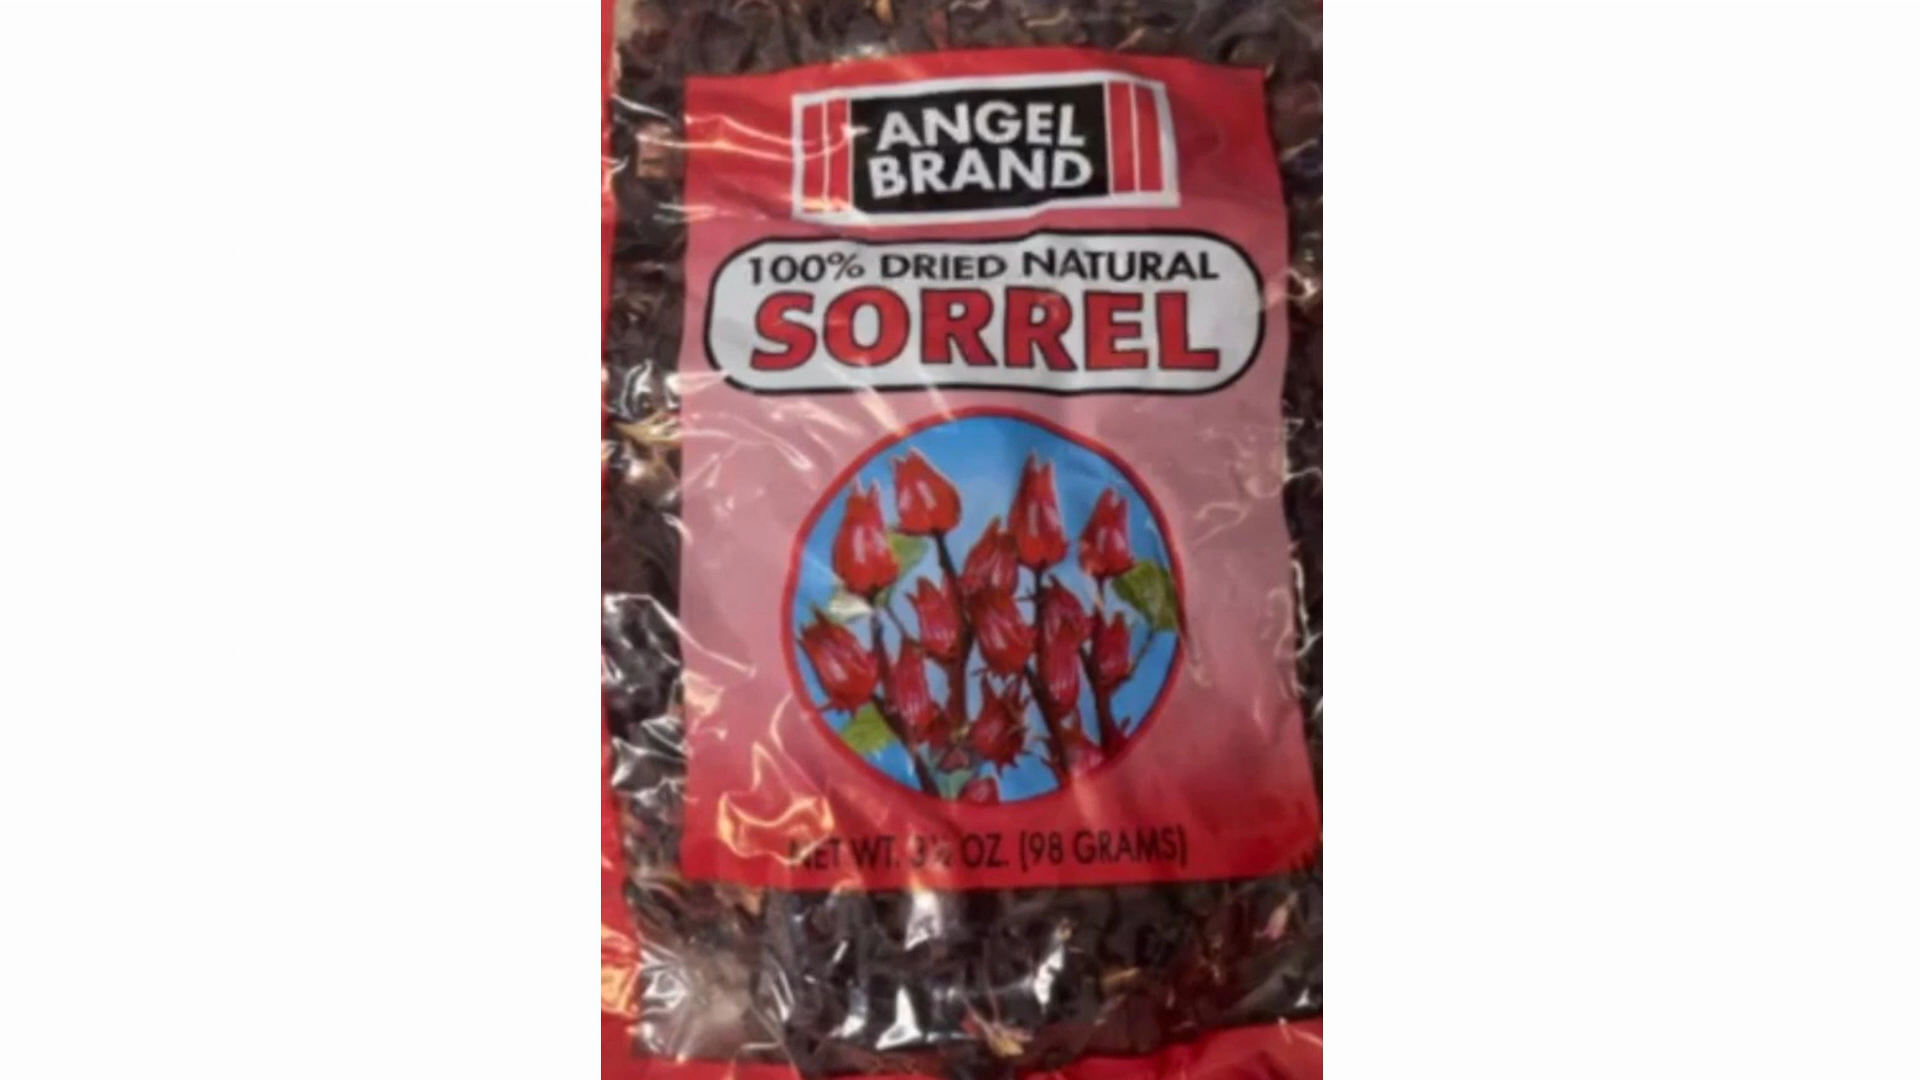 ANGEL
BRAND
100% DRIED NATURAL
SORREL
NET WT. 3½ OZ. (98 GRAMS)